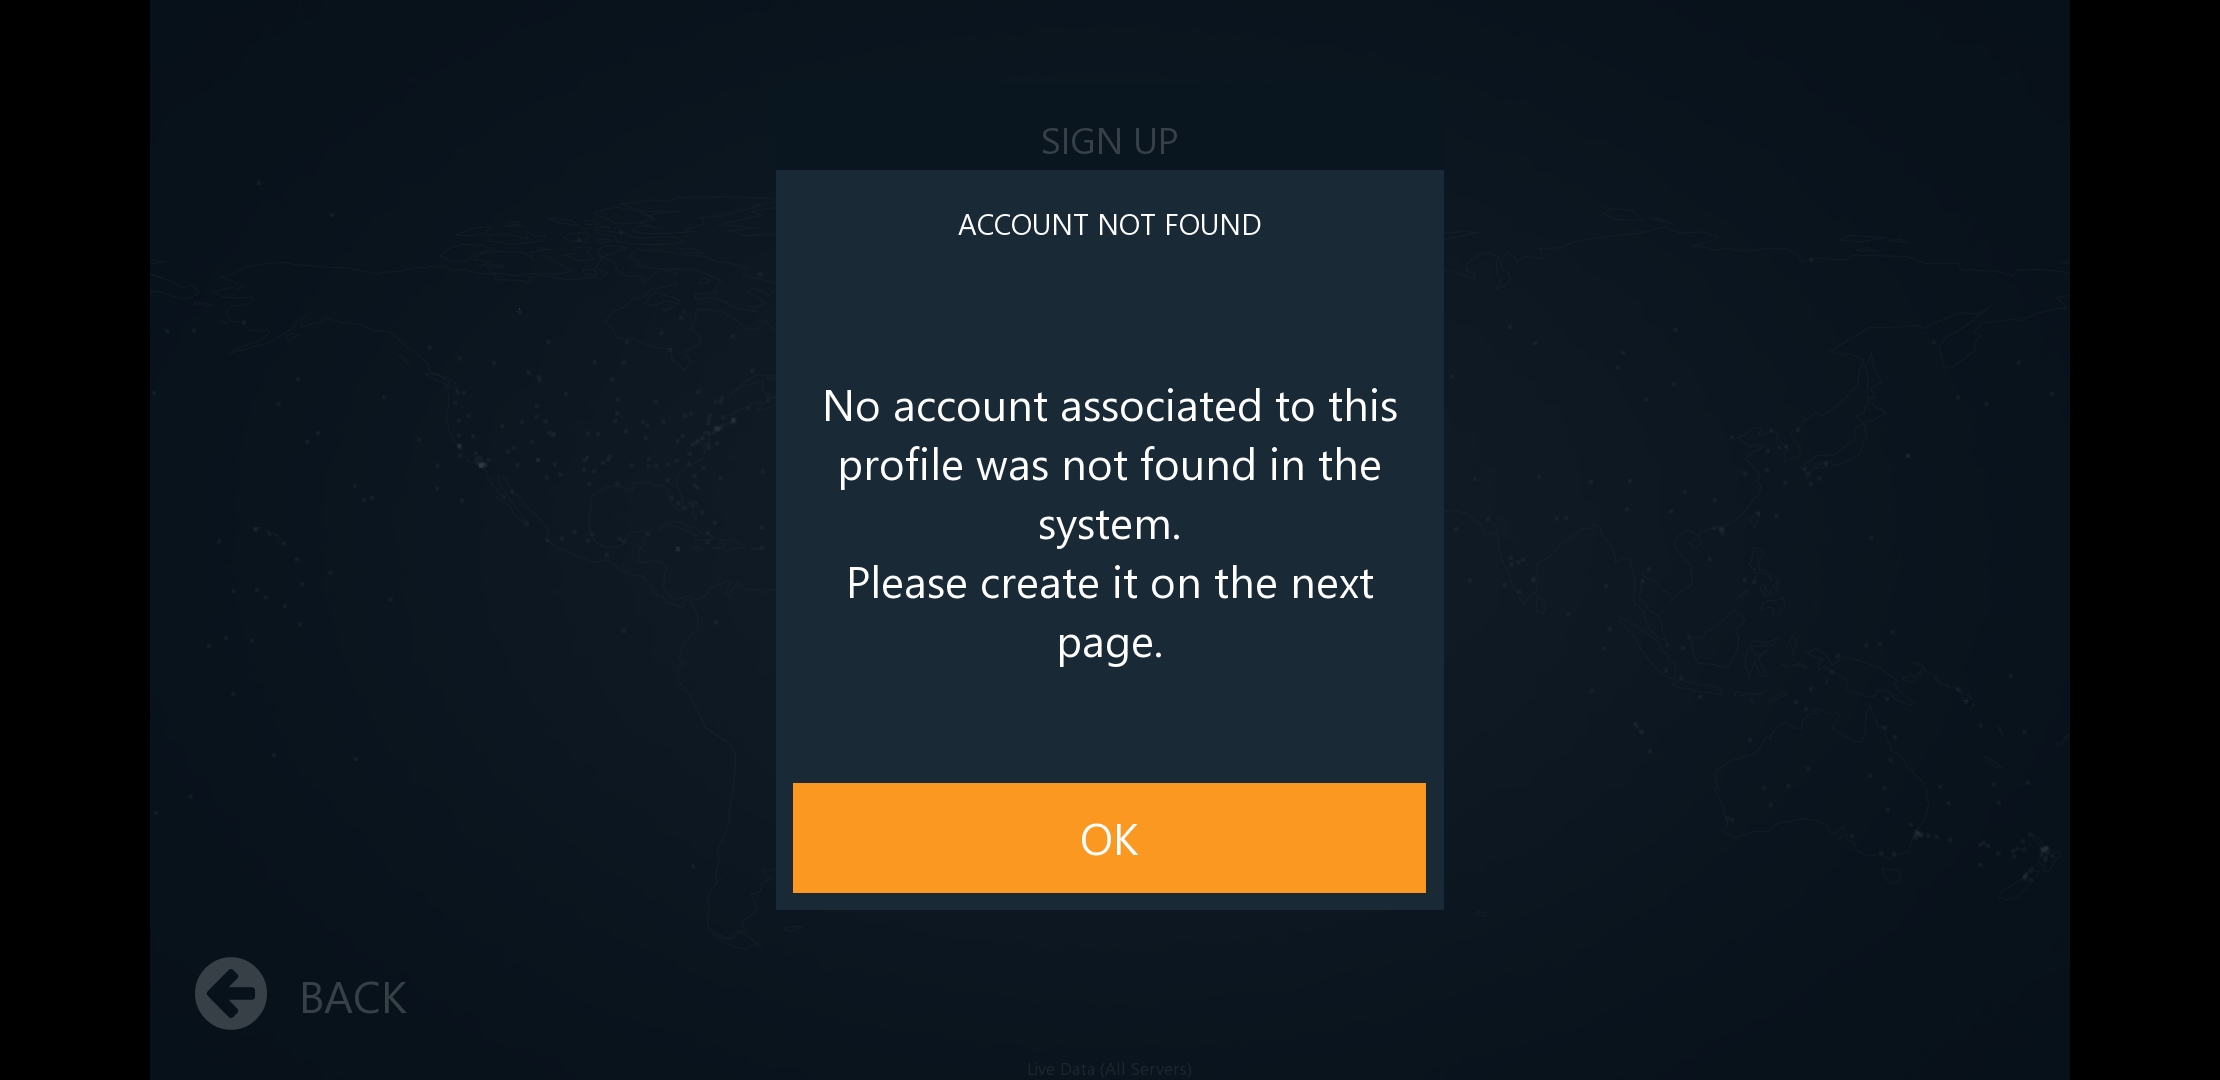 SIGN UP
ACCOUNT NOT FOUND
No account associated to this
profile was not found in the
system.
Please create it on the next
page.
OK
BACK
Live Data (All Servers)